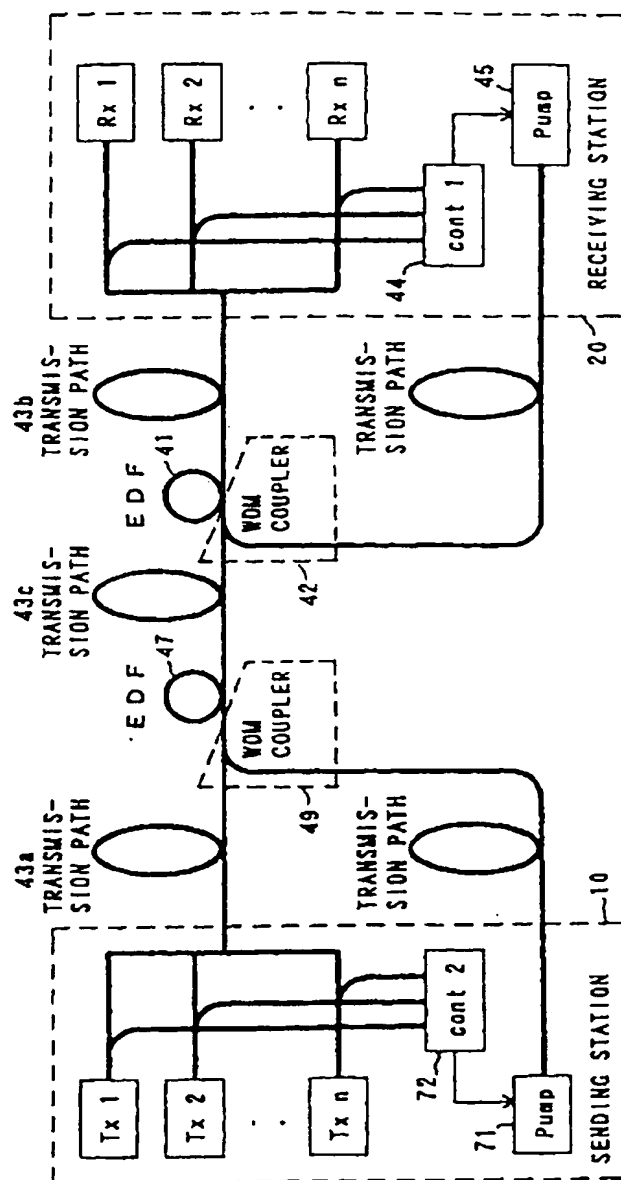 Tx 1
Tx 2
. .
Tx n
cont 2
72
71
Pump
SENDING STATION
10
43a
TRANSMIS-
SION PATH
TRANSMIS-
SION PATH
EDF
47
WDM
COUPLER
49
43c
TRANSMIS-
SION PATH
EDF
41
WDM
COUPLER
42
43b
TRANSMIS-
SION PATH
TRANSMIS-
SION PATH
20
Rx 1
Rx 2
. .
Rx n
cont 1
44
45
Pump
RECEIVING STATION